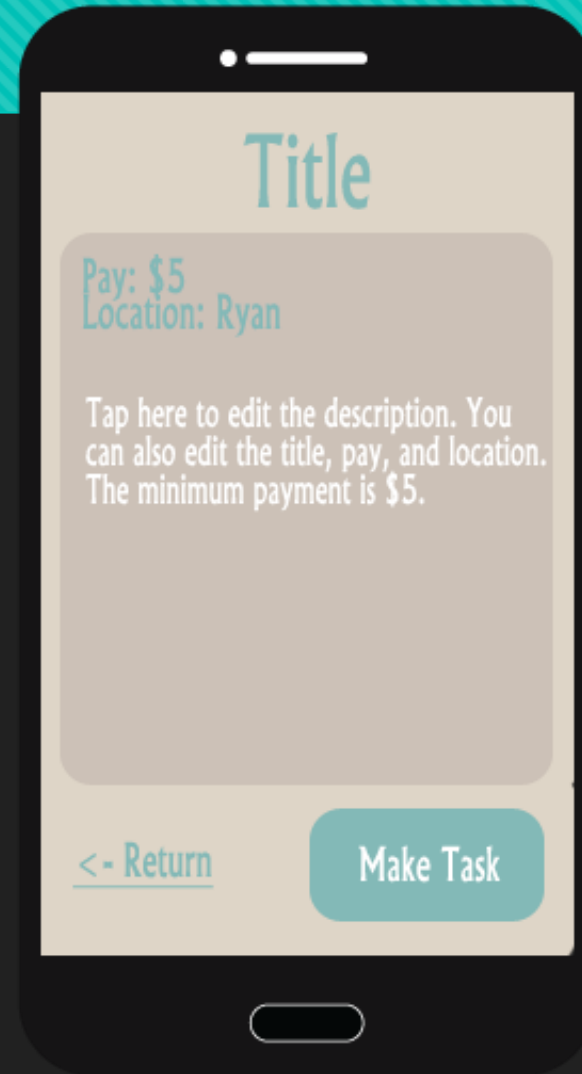 Title
Pay: $5
Location: Ryan
Tap here to edit the description. You
can also edit the title, pay, and location.
The minimum payment is $5.
<- Return
Make Task